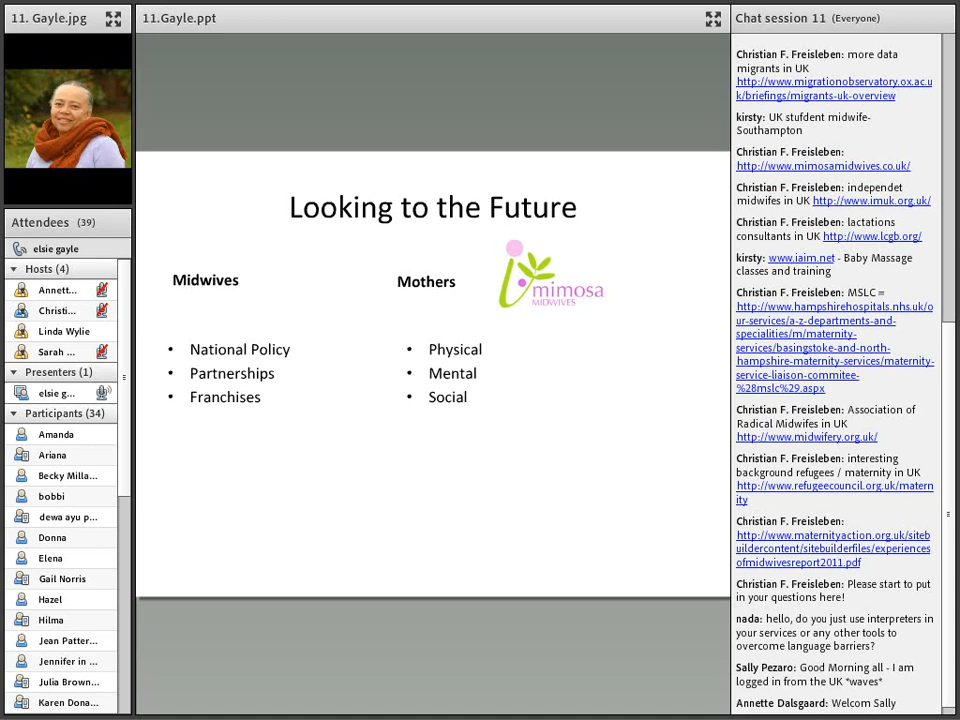 11. Gayle.jpg
Attendees (39)
elsie gayle
Hosts (4)
Annett...
Christi...
Linda Wylie
Sarah ...
Presenters (1)
elsie g...
Participants (34)
Amanda
Ariana
Becky Milla...
bobbi
dewa ayu p...
Donna
Elena
Gail Norris
Hazel
Hilma
Jean Patter...
Jennifer in ...
Julia Brown...
Karen Dona...
11.Gayle.ppt
Looking to the Future
Midwives
• National Policy
• Partnerships
• Franchises
Mothers
• Physical
• Mental
• Social
mimosa
MIDWIVES
Chat session 11 (Everyone)
Christian F. Freisleben: more data
migrants in UK
http://www.migrationobservatory.ox.ac.u
k/briefings/migrants-uk-overview
kirsty: UK stufdent midwife-
Southampton
Christian F. Freisleben:
http://www.mimosamidwives.co.uk/
Christian F. Freisleben: independet
midwifes in UK http://www.imuk.org.uk/
Christian F. Freisleben: lactations
consultants in UK http://www.lcgb.org/
kirsty: www.iaim.net - Baby Massage
classes and training
Christian F. Freisleben: MSLC =
http://www.hampshirehospitals.nhs.uk/o
ur-services/a-z-departments-and-
specialities/m/maternity-
services/basingstoke-and-north-
hampshire-maternity-services/maternity-
service-liaison-commitee-
%28mslc%29.aspx
Christian F. Freisleben: Association of
Radical Midwifes in UK
http://www.midwifery.org.uk/
Christian F. Freisleben: interesting
background refugees / maternity in UK
http://www.refugeecouncil.org.uk/matern
ity
Christian F. Freisleben:
http://www.maternityaction.org.uk/siteb
uildercontent/sitebuilderfiles/experiences
ofmidwivesreport2011.pdf
Christian F. Freisleben: Please start to put
in your questions here!
nada: hello, do you just use interpreters in
your services or any other tools to
overcome language barriers?
Sally Pezaro: Good Morning all - I am
logged in from the UK *waves*
Annette Dalsgaard: Welcom Sally